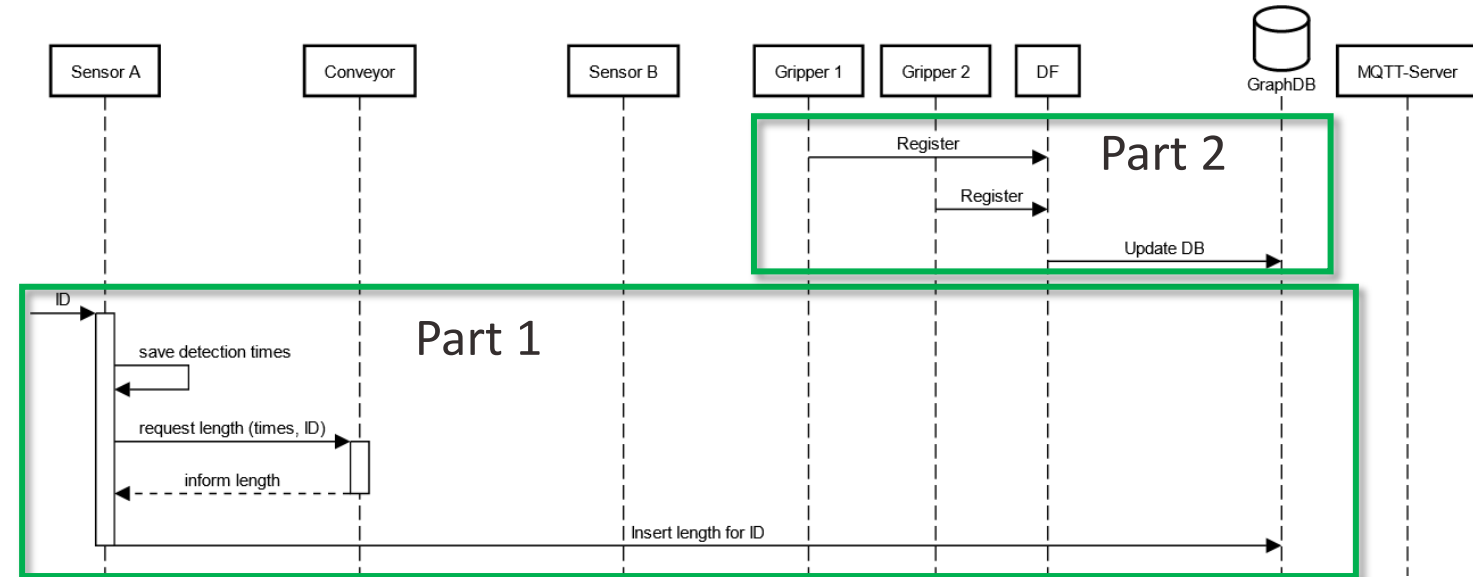 Sensor A
Conveyor
Sensor B
Gripper 1
Gripper 2
DF
GraphDB
MQTT-Server
Register
Part 2
Register
Update DB
ID
Part 1
save detection times
request length (times, ID)
inform length
Insert length for ID